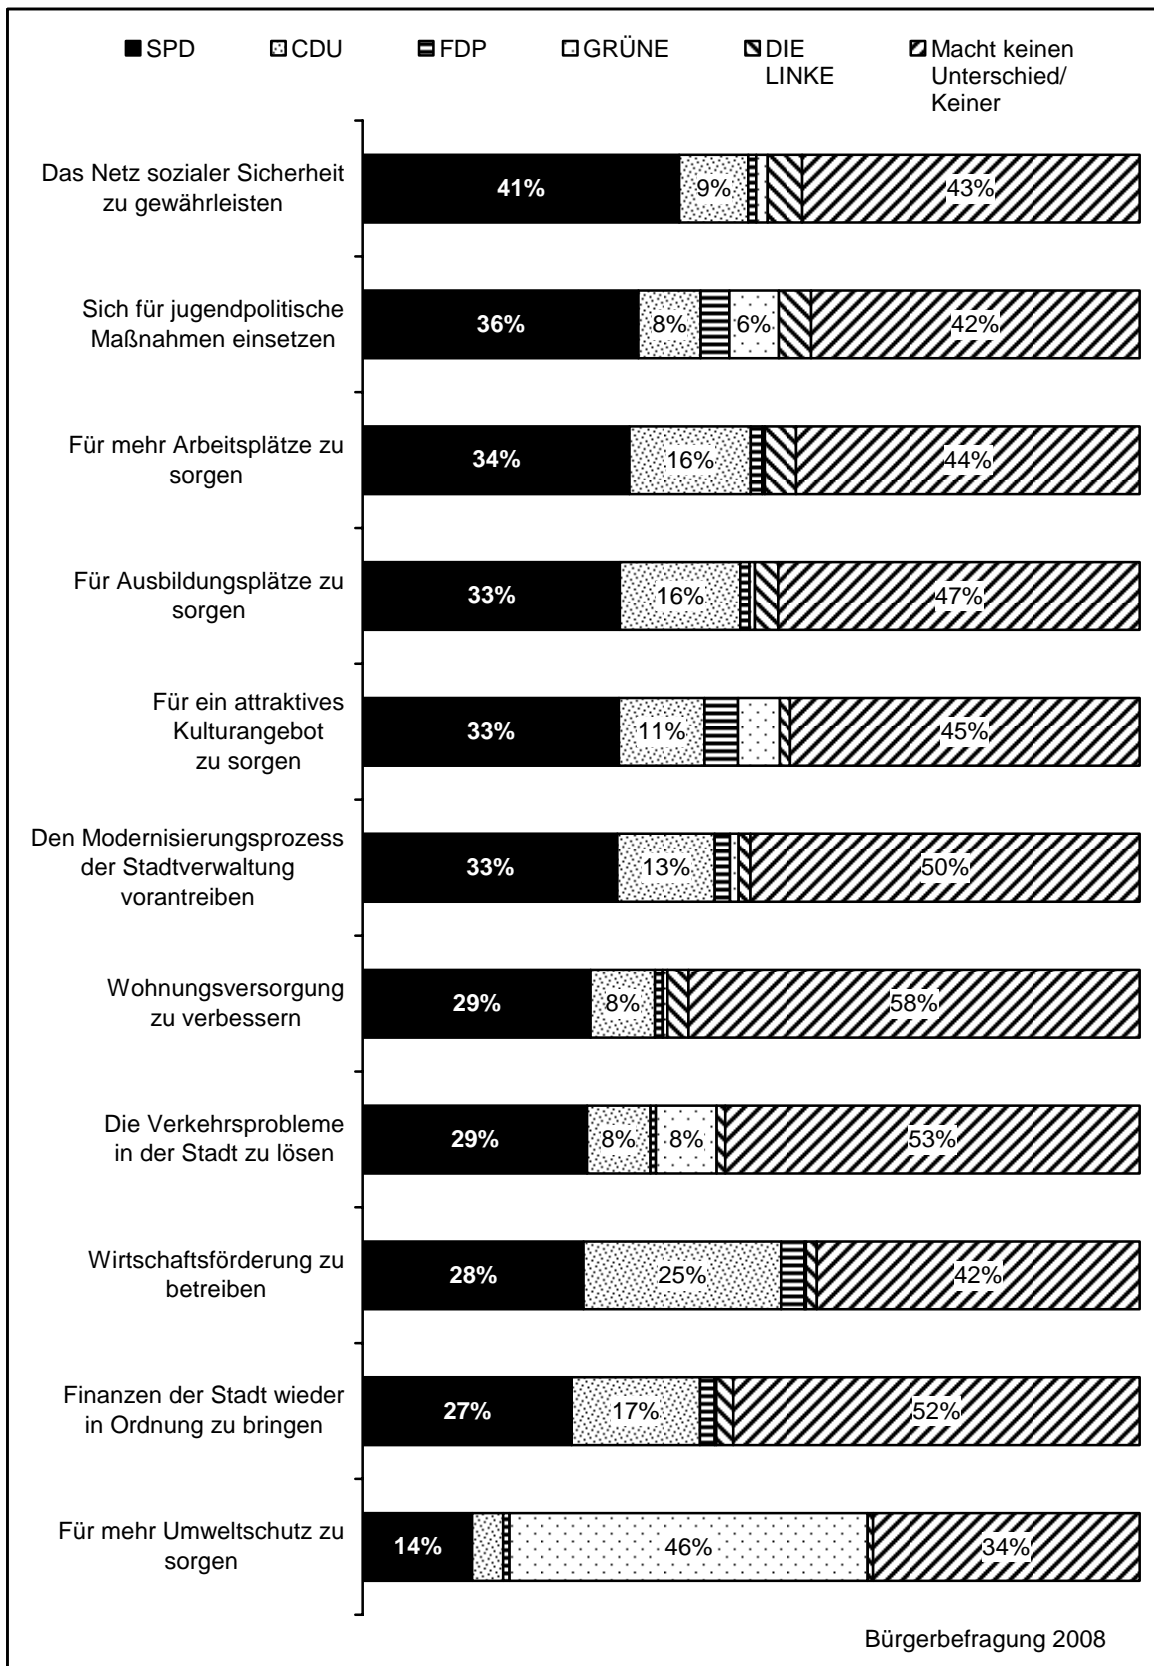 SPD CDU FDP GRÜNE DIE Macht keinen
LINKE Unterschied/
Keiner
Das Netz sozialer Sicherheit
zu gewährleisten
41% 9% 43%
Sich für jugendpolitische
Maßnahmen einsetzen
36% 8% 6% 42%
Für mehr Arbeitsplätze zu
sorgen
34% 16% 44%
Für Ausbildungsplätze zu
sorgen
33% 16% 47%
Für ein attraktives
Kulturangebot
zu sorgen
33% 11% 45%
Den Modernisierungsprozess
der Stadtverwaltung
vorantreiben
33% 13% 50%
Wohnungsversorgung
zu verbessern
29% 8% 58%
Die Verkehrsprobleme
in der Stadt zu lösen
29% 8% 8% 53%
Wirtschaftsförderung zu
betreiben
28% 25% 42%
Finanzen der Stadt wieder
in Ordnung zu bringen
27% 17% 52%
Für mehr Umweltschutz zu
sorgen
14% 46% 34%
Bürgerbefragung 2008